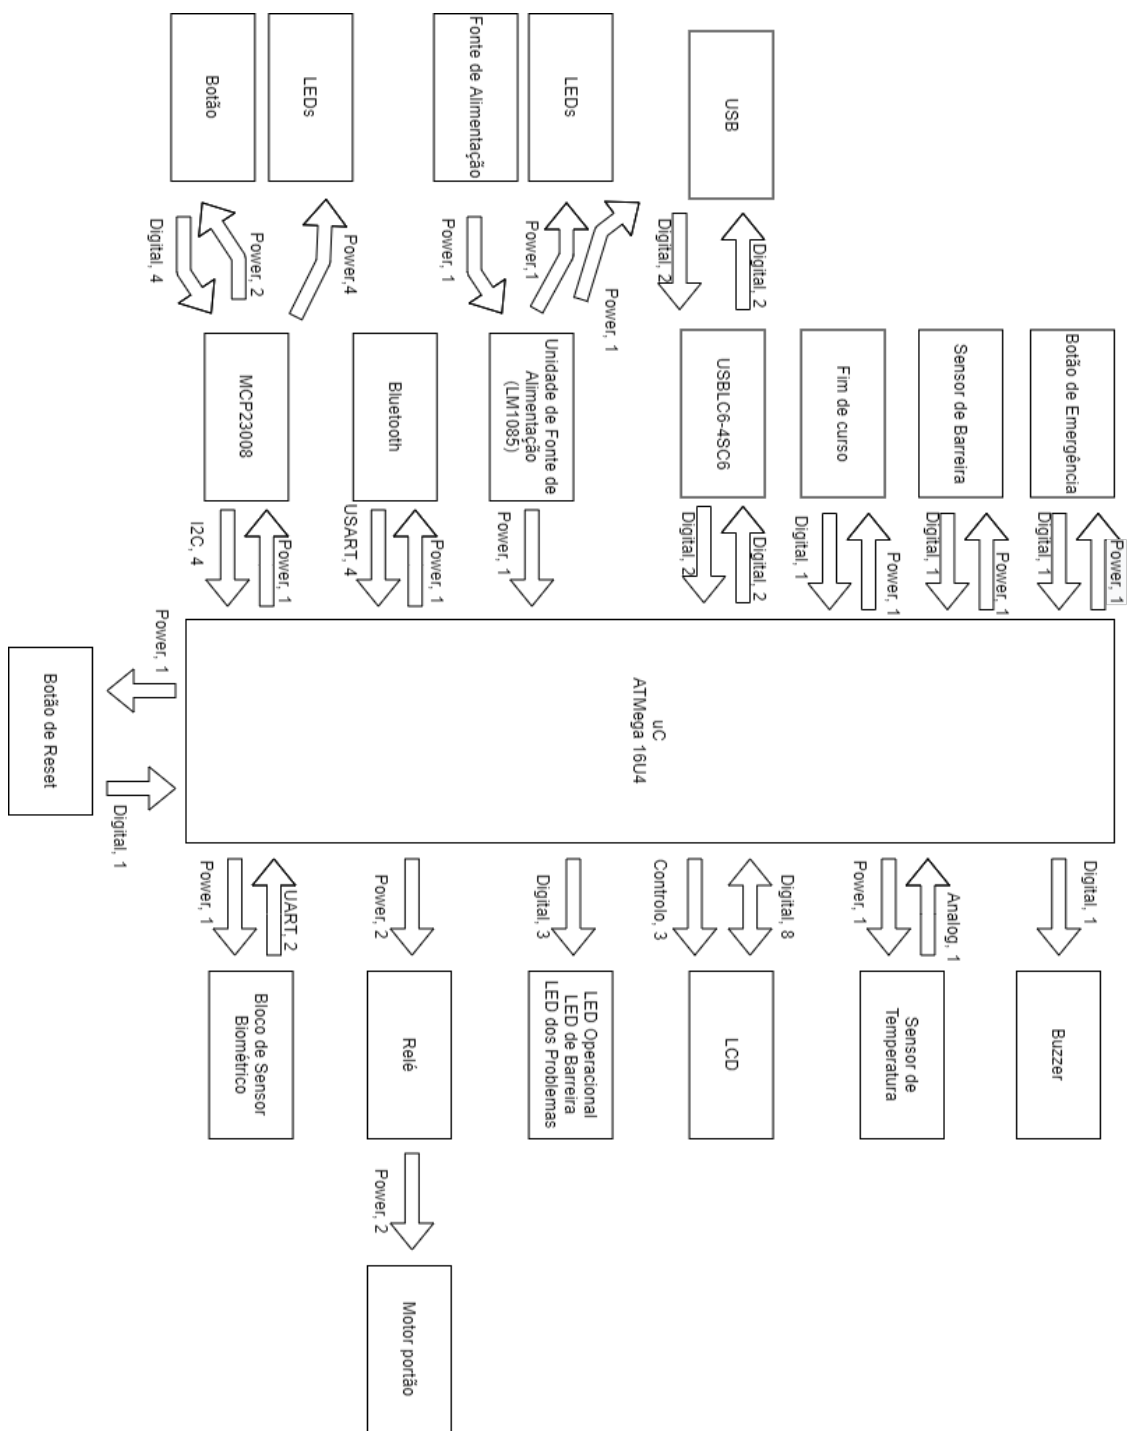 Botão de Emergência
Power, 1
Digital, 1
Sensor de Barreira
Power, 1
Digital, 1
Fim de curso
Power, 1
Digital, 1
USB
Digital, 2
Digital, 2
USBLC6-4SC6
Digital, 2
Digital, 2
LEDs
Fonte de Alimentação
Power, 1
Power,1
Power, 1
Unidade de Fonte de
Alimentação
(LM1085)
Power, 1
Bluetooth
Power, 1
USART, 4
LEDs
Botão
Power,4
Power, 2
Digital, 4
MCP23008
Power, 1
I2C, 4
uC
ATMega 16U4
Power, 1
Digital, 1
Botão de Reset
Digital, 1
Buzzer
Analog, 1
Power, 1
Sensor de
Temperatura
Digital, 8
Controlo, 3
LCD
Digital, 3
LED Operacional
LED de Barreira
LED dos Problemas
Power, 2
Relé
Power, 2
Motor portão
UART, 2
Power, 1
Bloco de Sensor
Biométrico